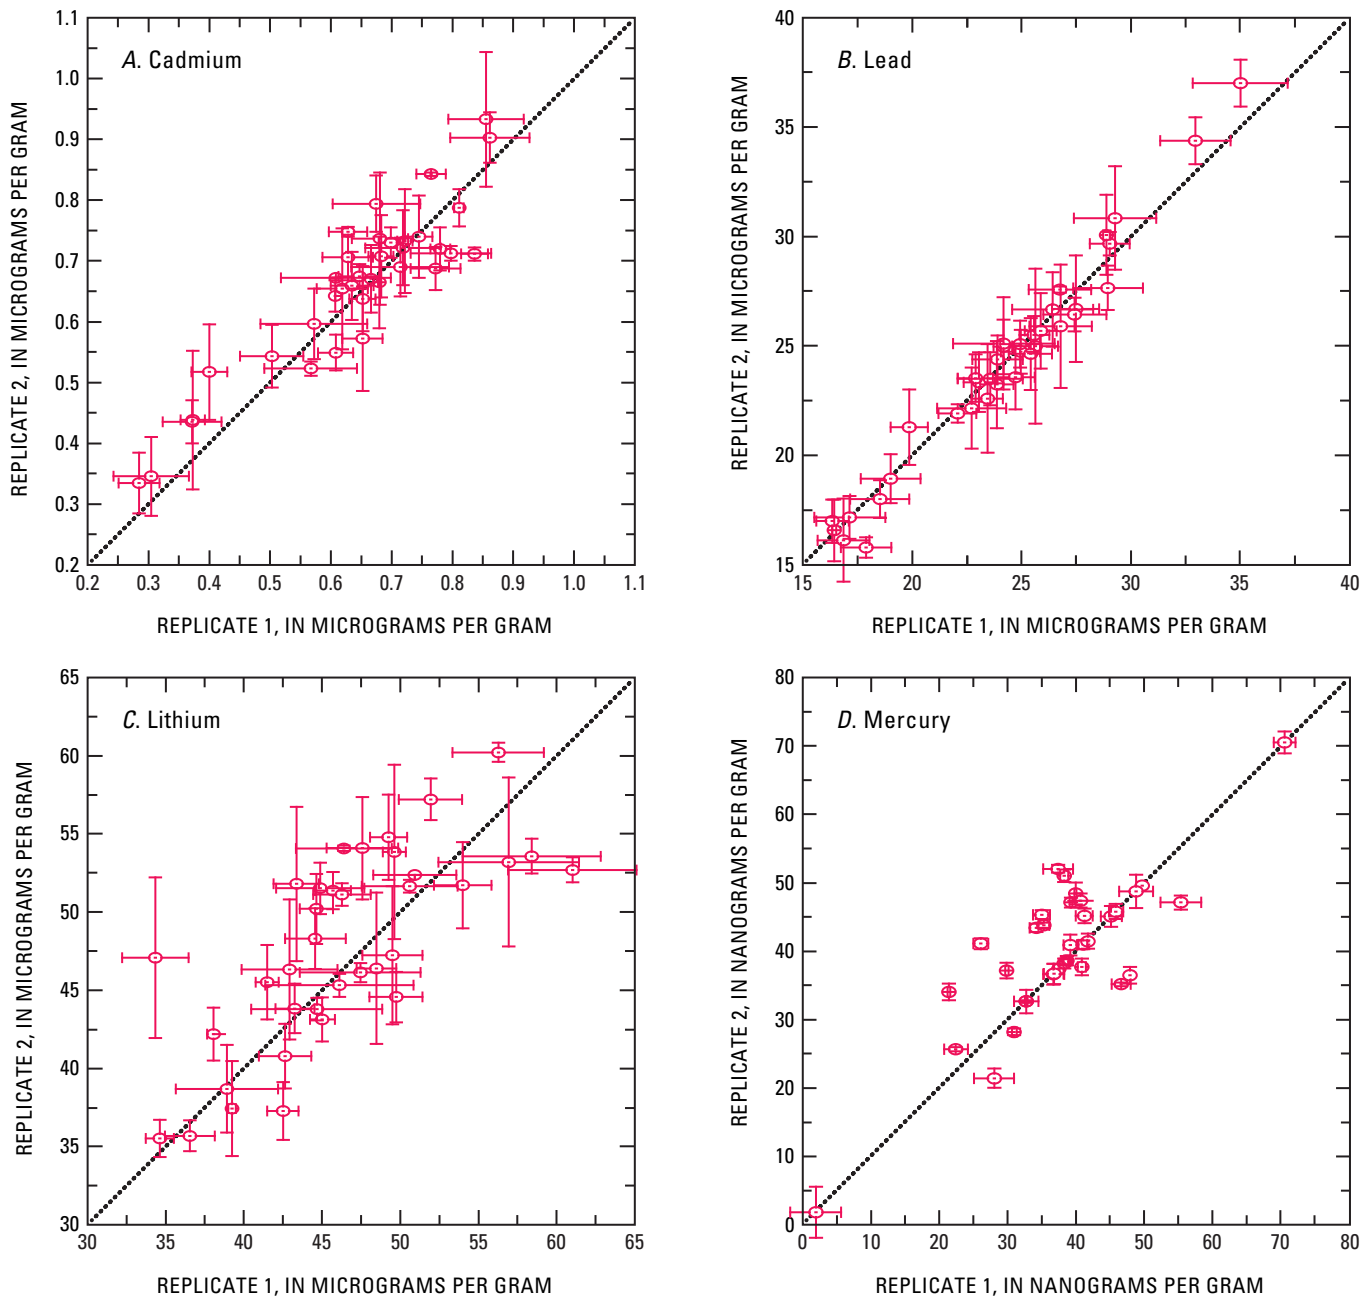 A. Cadmium
REPLICATE 2, IN MICROGRAMS PER GRAM
1.1
1.0
0.9
0.8
0.7
0.6
0.5
0.4
0.3
0.2
0.2 0.3 0.4 0.5 0.6 0.7 0.8 0.9 1.0 1.1
REPLICATE 1, IN MICROGRAMS PER GRAM
B. Lead
REPLICATE 2, IN MICROGRAMS PER GRAM
40
35
30
25
20
15
15 20 25 30 35 40
REPLICATE 1, IN MICROGRAMS PER GRAM
C. Lithium
REPLICATE 2, IN MICROGRAMS PER GRAM
65
60
55
50
45
40
35
30
30 35 40 45 50 55 60 65
REPLICATE 1, IN MICROGRAMS PER GRAM
D. Mercury
REPLICATE 2, IN NANOGRAMS PER GRAM
80
70
60
50
40
30
20
10
0
0 10 20 30 40 50 60 70 80
REPLICATE 1, IN NANOGRAMS PER GRAM